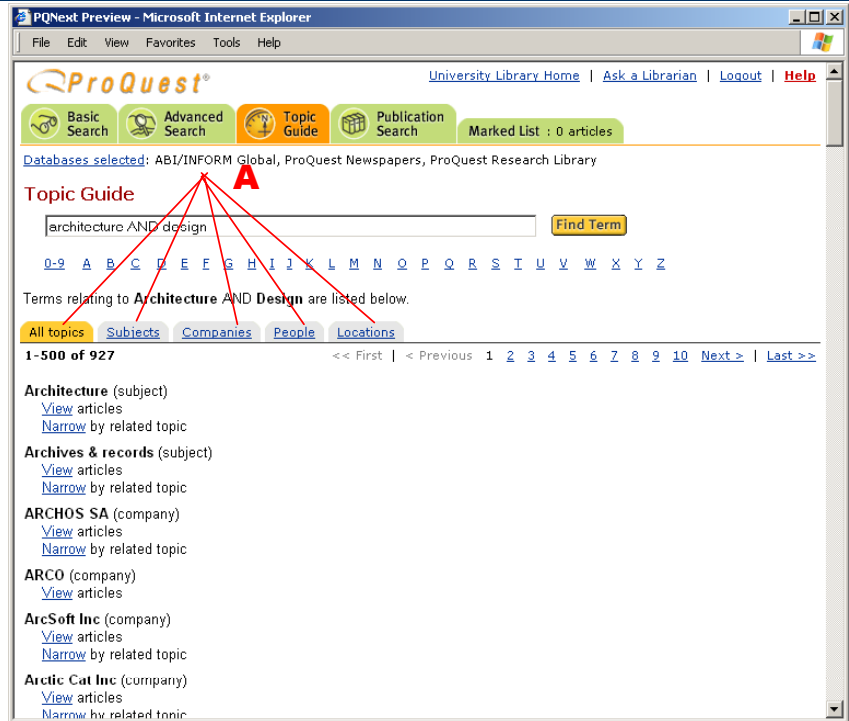 PQNext Preview - Microsoft Internet Explorer
File Edit View Favorites Tools Help
ProQuest®
University Library Home | Ask a Librarian | Logout | Help
Basic Search
Advanced Search
Topic Guide
Publication Search
Marked List : 0 articles
Databases selected: ABI/INFORM Global, ProQuest Newspapers, ProQuest Research Library
A
Topic Guide
architecture AND design
Find Term
0-9 A B C D E F G H I J K L M N O P Q R S T U V W X Y Z
Terms relating to Architecture AND Design are listed below.
All topics Subjects Companies People Locations
1-500 of 927
<< First | < Previous 1 2 3 4 5 6 7 8 9 10 Next > | Last >>
Architecture (subject)
View articles
Narrow by related topic
Archives & records (subject)
View articles
Narrow by related topic
ARCHOS SA (company)
View articles
Narrow by related topic
ARCO (company)
View articles
ArcSoft Inc (company)
View articles
Narrow by related topic
Arctic Cat Inc (company)
View articles
Narrow by related topic